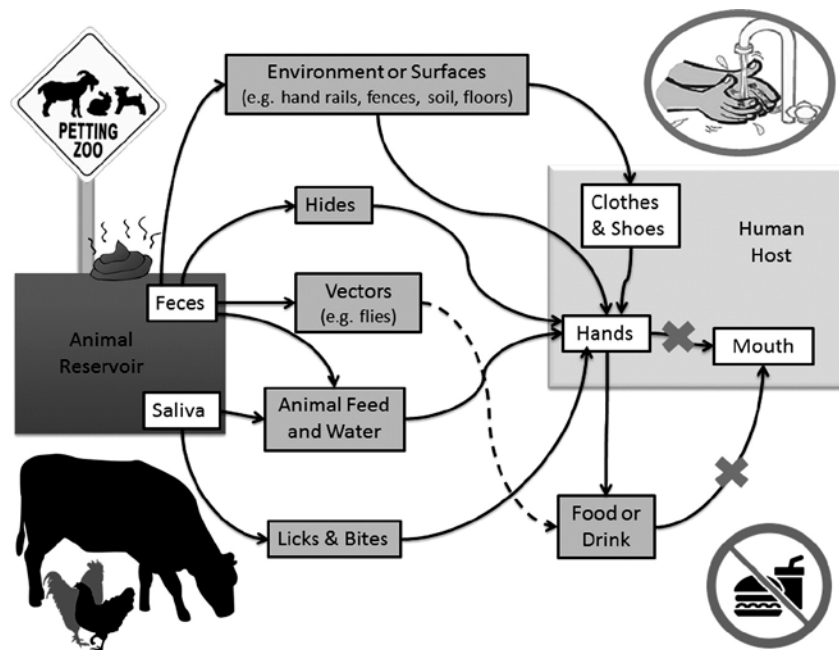 PETTING
ZOO
Environment or Surfaces
(e.g. hand rails, fences, soil, floors)
Hides
Clothes
& Shoes
Human
Host
Feces
Vectors
(e.g. flies)
Animal
Reservoir
Hands
Mouth
Saliva
Animal Feed
and Water
Licks & Bites
Food or
Drink